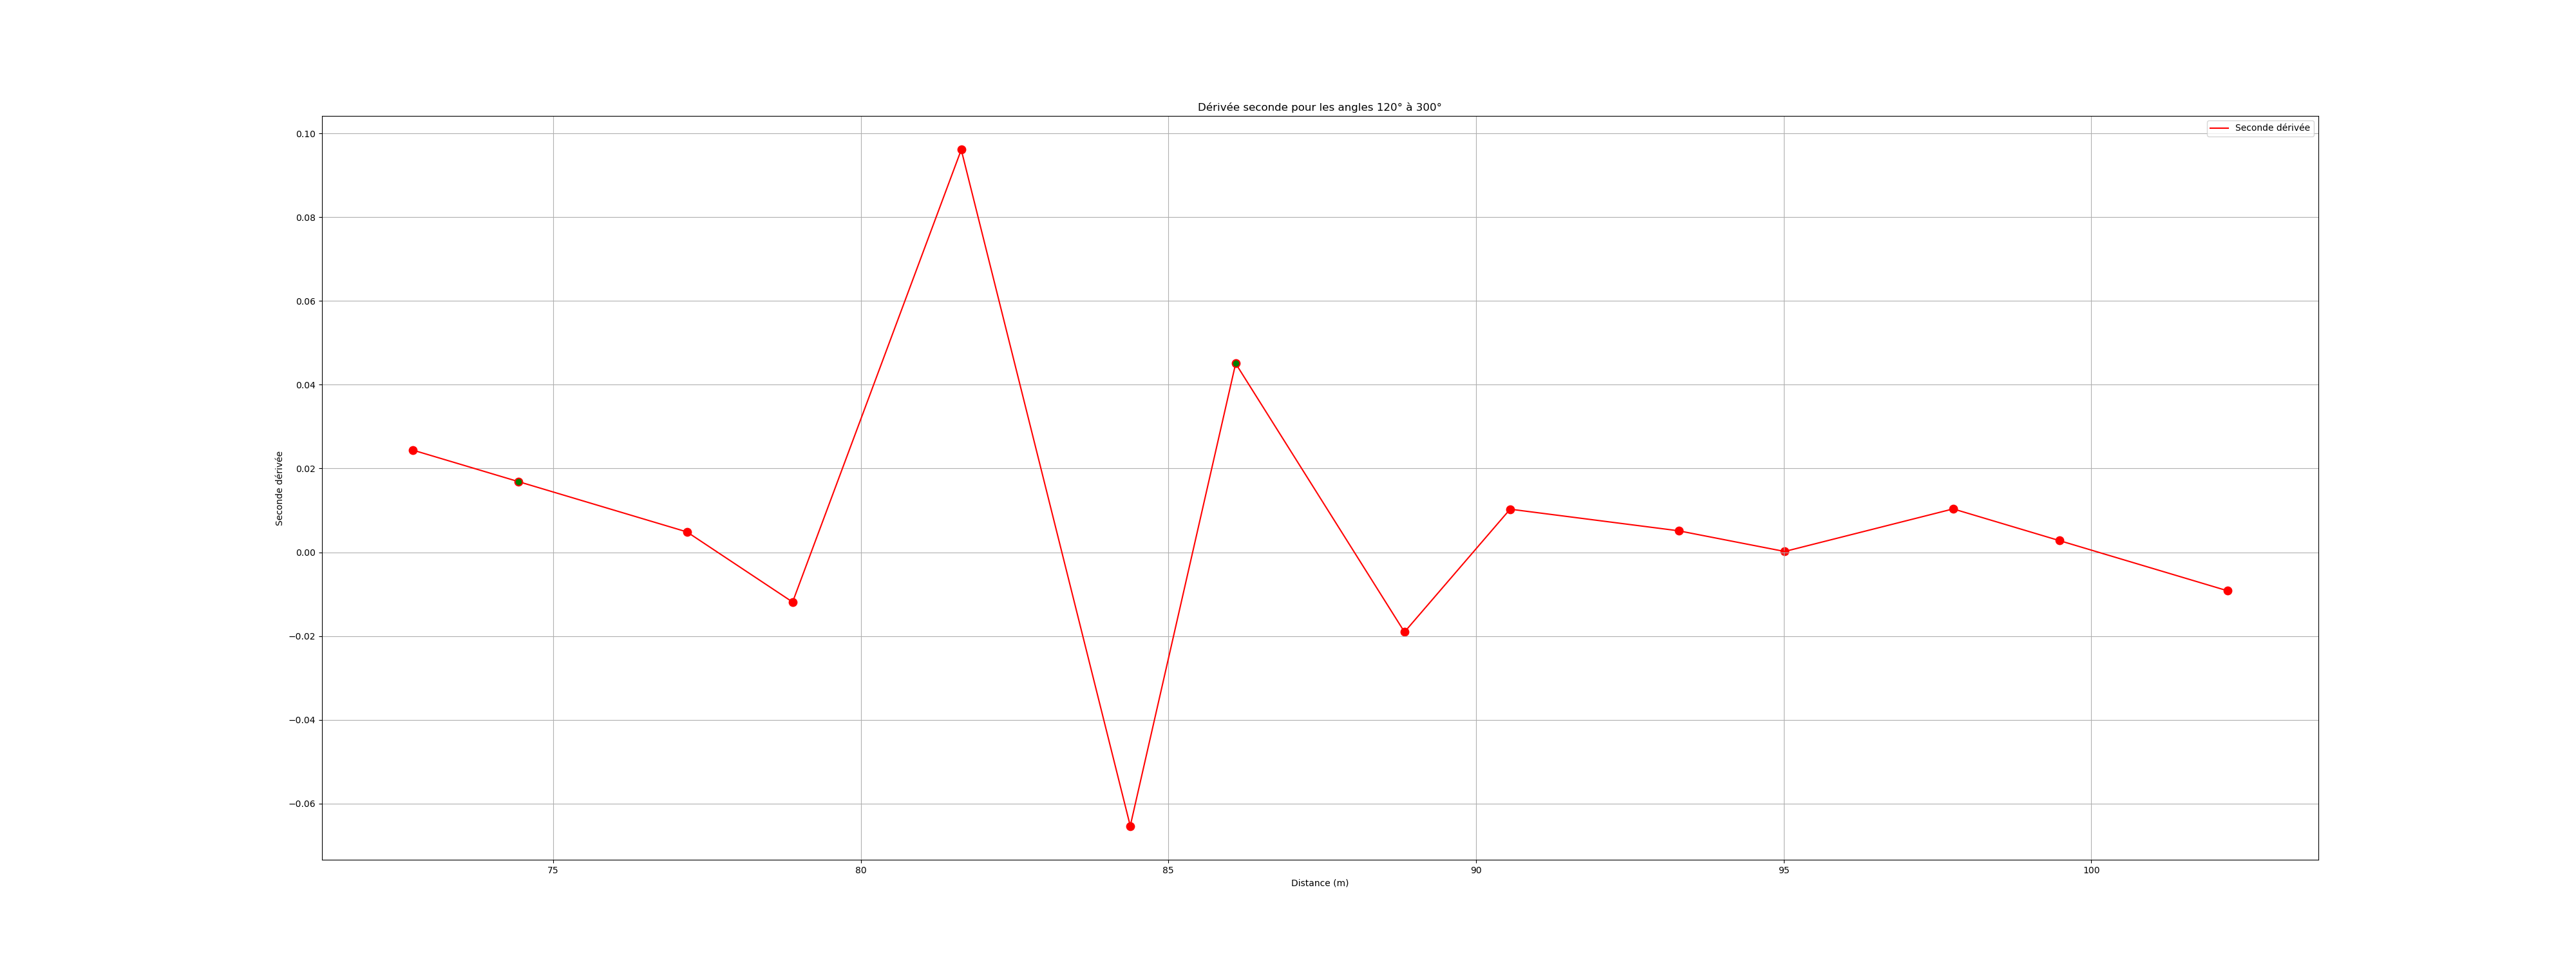 Dérivée seconde pour les angles 120° à 300°
Seconde dérivée
0.10
0.08
0.06
0.04
0.02
0.00
−0.02
−0.04
−0.06
Seconde dérivée
75 80 85 90 95 100
Distance (m)